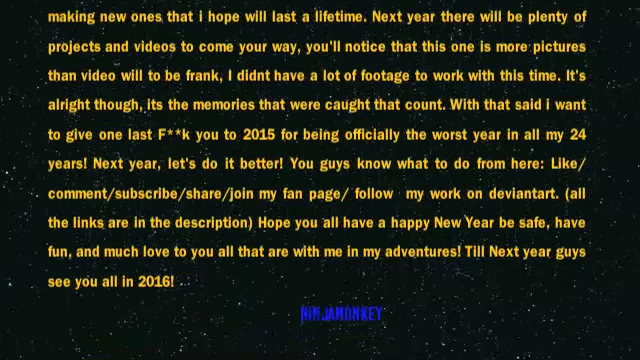 making new ones that i hope will last a lifetime. Next year there will be plenty of
projects and videos to come your way, you'll notice that this one is more pictures
than video will to be frank, I didnt have a lot of footage to work with this time. It's
alright though, its the memories that were caught that count. With that said i want
to give one last F**k you to 2015 for being officially the worst year in all my 24
years! Next year, let's do it better! You guys know what to do from here: Like/
comment/subscribe/share/join my fan page/ follow my work on deviantart. (all
the links are in the description) Hope you all have a happy New Year be safe, have
fun, and much love to you all that are with me in my adventures! Till Next year guys
see you all in 2016!
NINJAMONKEY